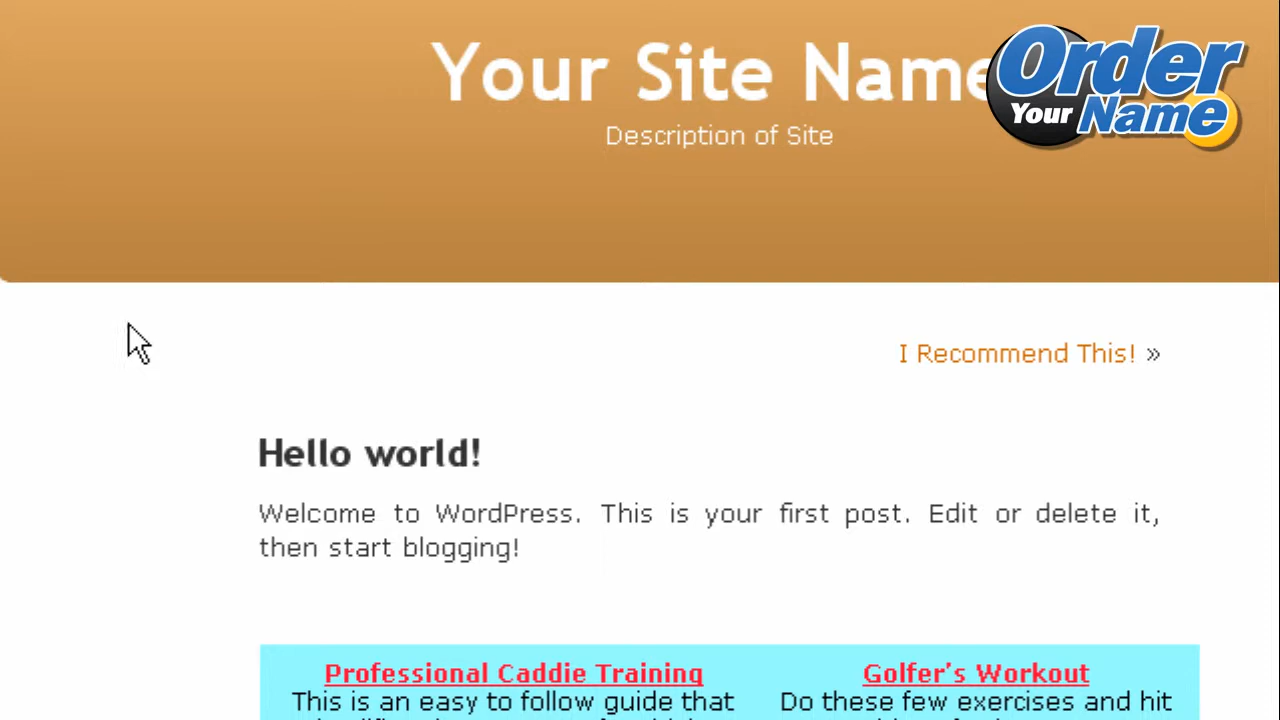 Your Site Name
Description of Site
Order
Your Name
I Recommend This! »
Hello world!
Welcome to WordPress. This is your first post. Edit or delete it,
then start blogging!
Professional Caddie Training
Golfer's Workout
This is an easy to follow guide that
Do these few exercises and hit